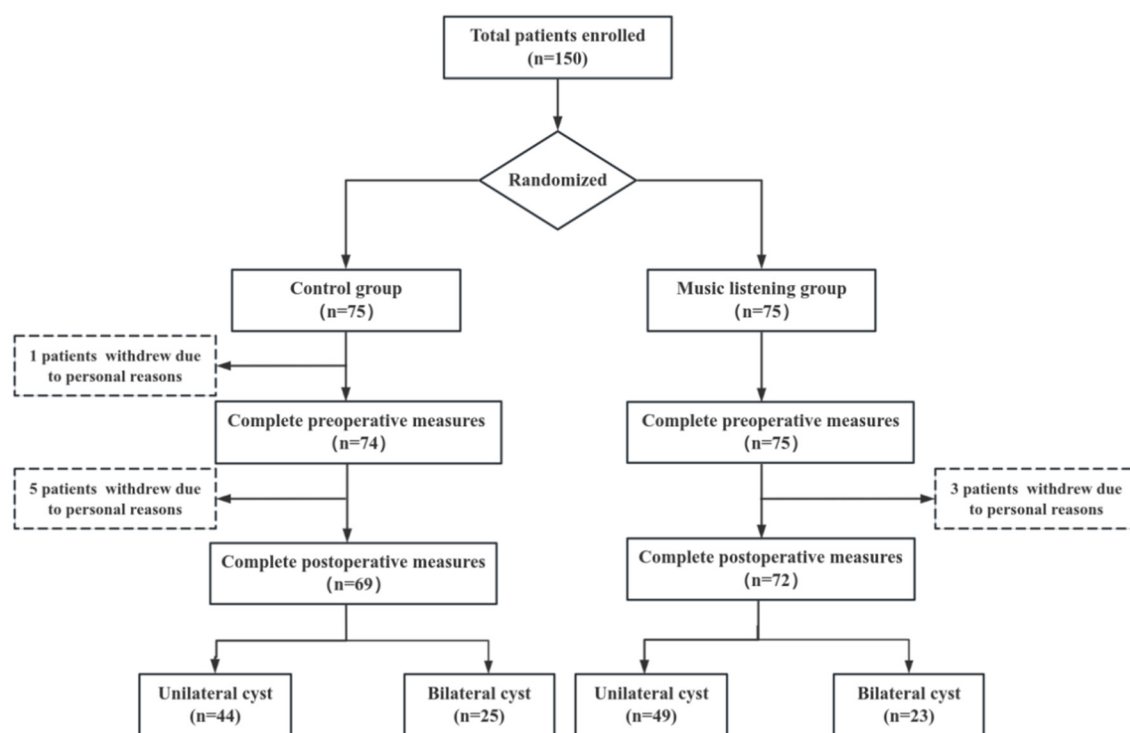 Total patients enrolled
(n=150)
Randomized
Control group
(n=75)
Music listening group
(n=75)
1 patients withdrew due
to personal reasons
Complete preoperative measures
(n=74)
Complete preoperative measures
(n=75)
5 patients withdrew due
to personal reasons
3 patients withdrew due
to personal reasons
Complete postoperative measures
(n=69)
Complete postoperative measures
(n=72)
Unilateral cyst
(n=44)
Bilateral cyst
(n=25)
Unilateral cyst
(n=49)
Bilateral cyst
(n=23)